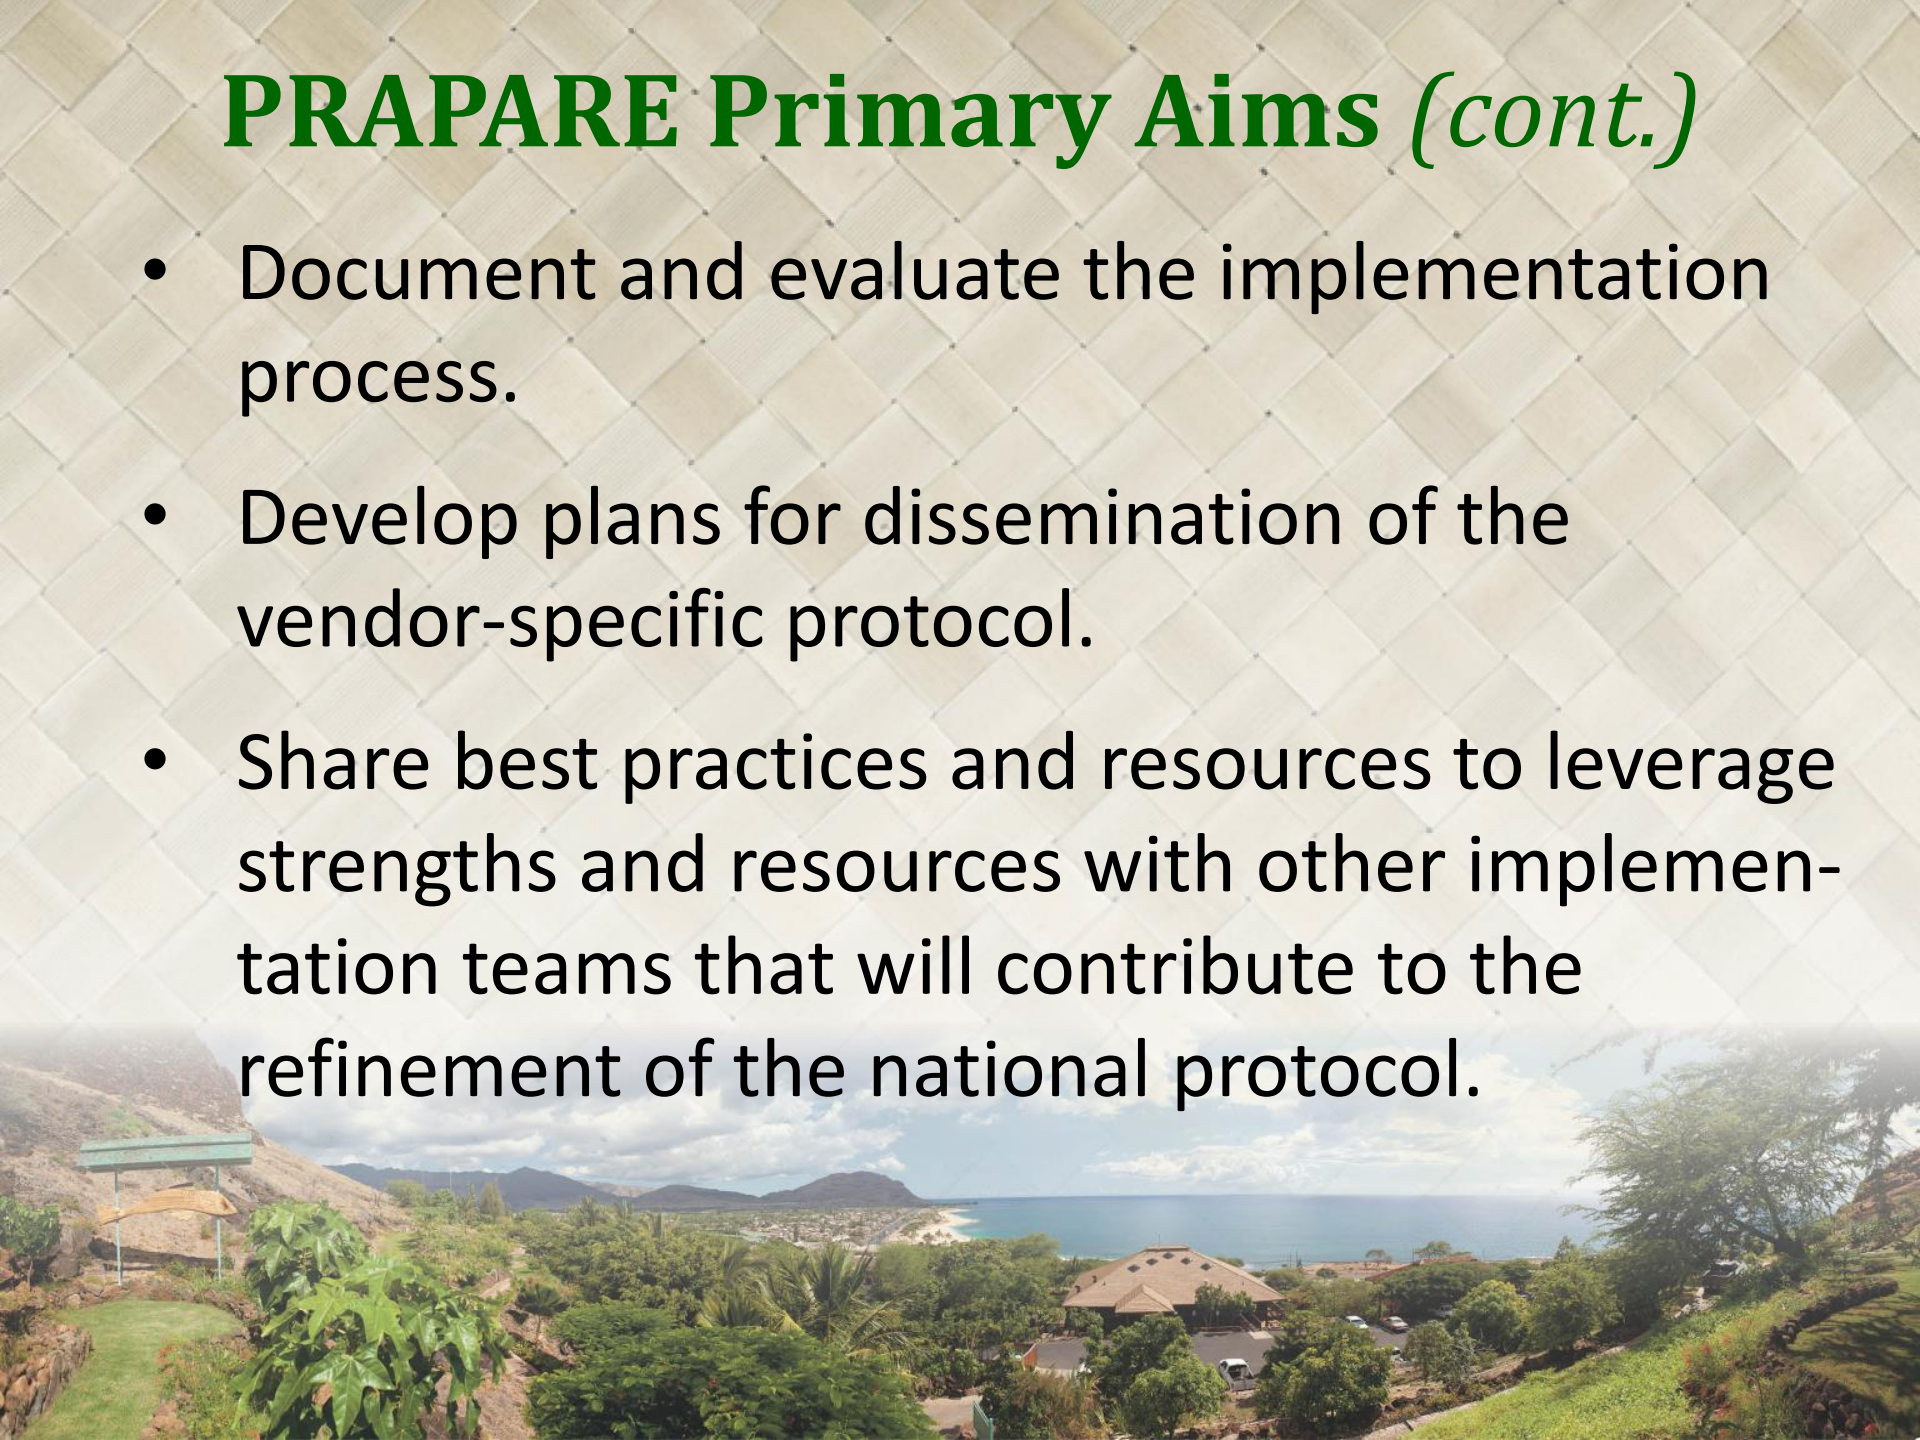 PRAPARE Primary Aims (cont.)
• Document and evaluate the implementation
process.
• Develop plans for dissemination of the
vendor-specific protocol.
• Share best practices and resources to leverage
strengths and resources with other implemen-
tation teams that will contribute to the
refinement of the national protocol.